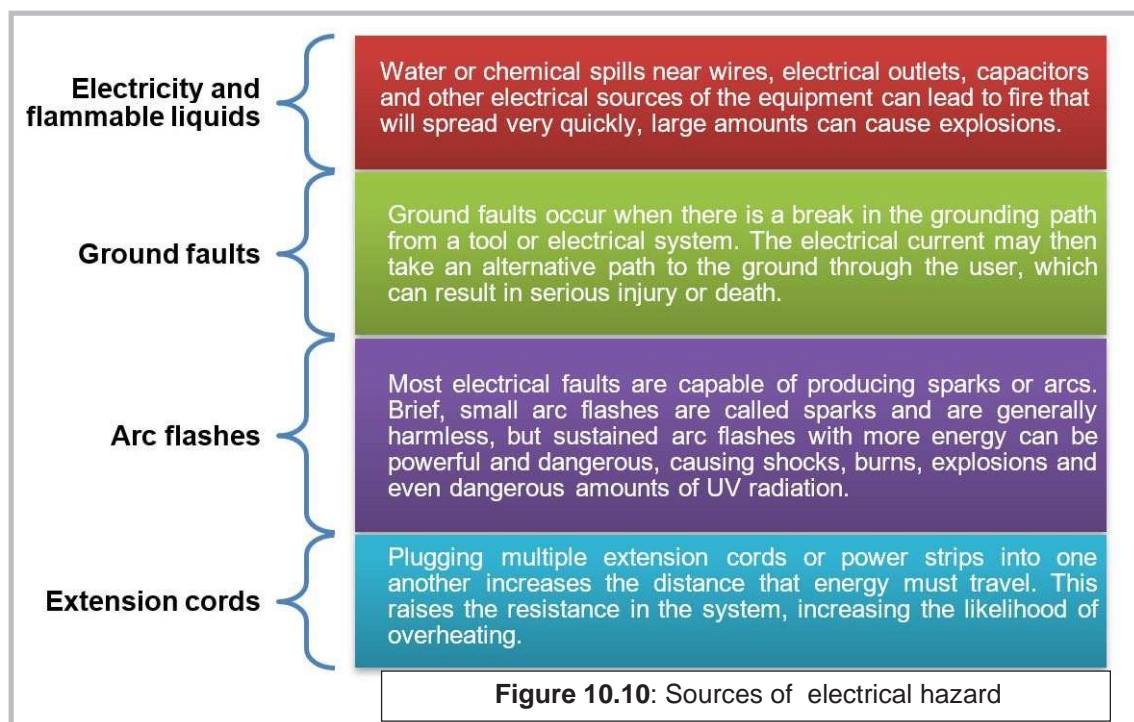 Electricity and
flammable liquids
Water or chemical spills near wires, electrical outlets, capacitors
and other electrical sources of the equipment can lead to fire that
will spread very quickly, large amounts can cause explosions.
Ground faults
Ground faults occur when there is a break in the grounding path
from a tool or electrical system. The electrical current may then
take an alternative path to the ground through the user, which
can result in serious injury or death.
Arc flashes
Most electrical faults are capable of producing sparks or arcs.
Brief, small arc flashes are called sparks and are generally
harmless, but sustained arc flashes with more energy can be
powerful and dangerous, causing shocks, burns, explosions and
even dangerous amounts of UV radiation.
Extension cords
Plugging multiple extension cords or power strips into one
another increases the distance that energy must travel. This
raises the resistance in the system, increasing the likelihood of
overheating.
Figure 10.10: Sources of electrical hazard